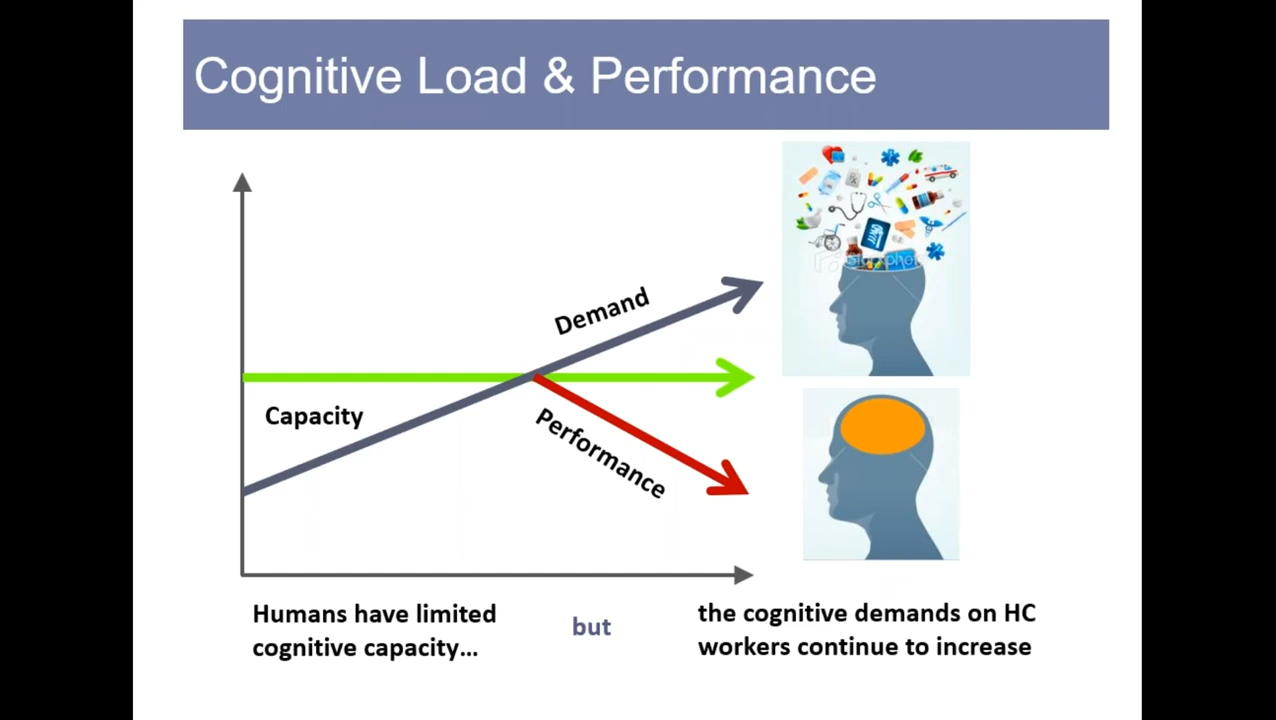 Cognitive Load & Performance
Demand
Capacity
Performance
Humans have limited
cognitive capacity...
but
the cognitive demands on HC
workers continue to increase